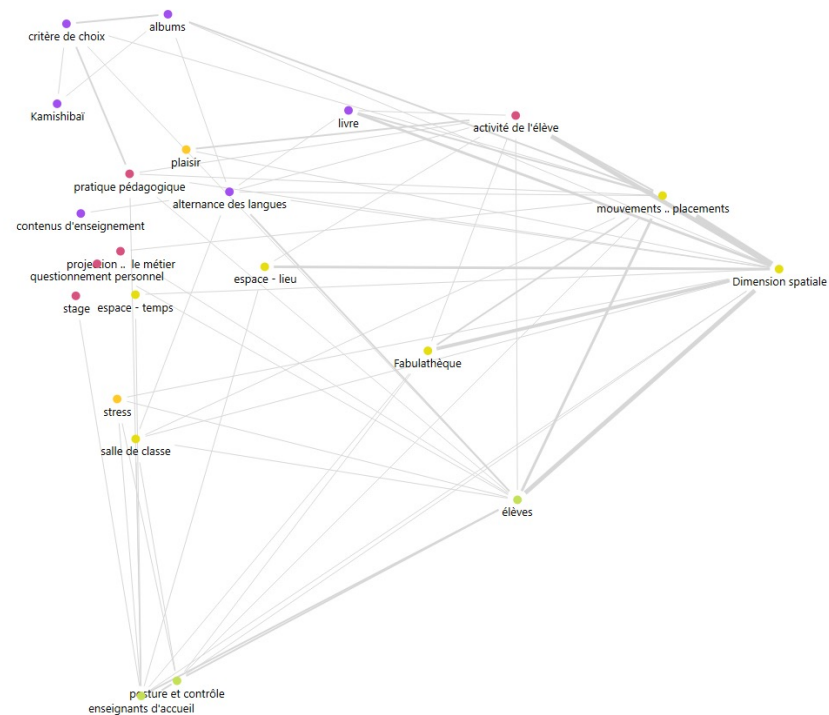 albums
critère de choix
Kamishibaï
livre
activité de l'élève
plaisir
pratique pédagogique
alternance des langues
mouvements .. placements
contenus d'enseignement
projection .. le métier
questionnement personnel
espace - lieu
Dimension spatiale
stage
espace - temps
Fabulathèque
stress
salle de classe
élèves
posture et contrôle
enseignants d'accueil